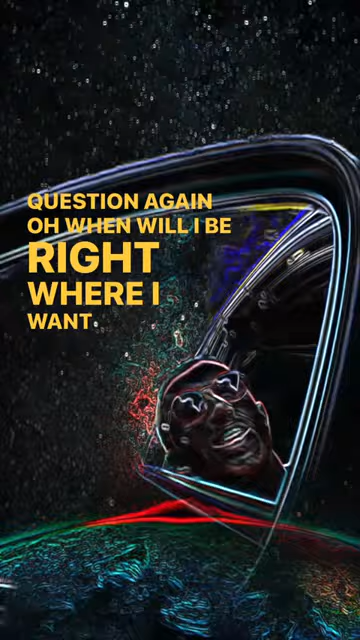 QUESTION AGAIN
OH WHEN WILL I BE
RIGHT
WHERE I
WANT